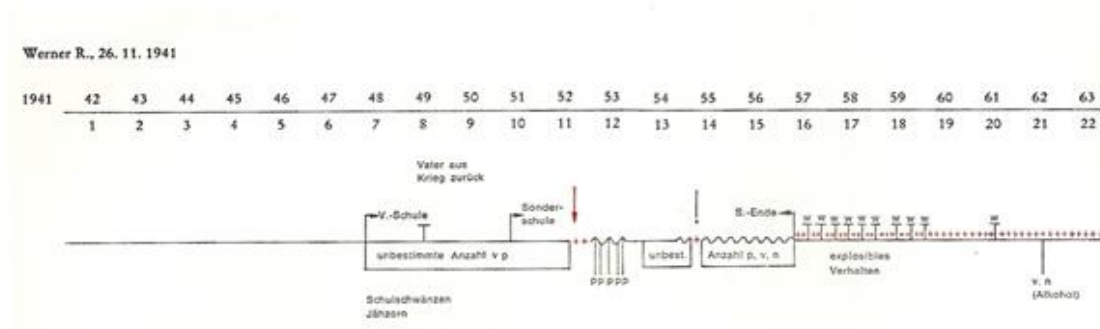 Werner R., 26. 11. 1941
1941 42 43 44 45 46 47 48 49 50 51 52 53 54 55 56 57 58 59 60 61 62 63
1 2 3 4 5 6 7 8 9 10 11 12 13 14 15 16 17 18 19 20 21 22
Vater aus
Krieg zurück
V.-Schule
Sonder-
schule
S.-Ende
unbestimmte Anzahl v p
unbest.
Anzahl p, v, n
explosibles
Verhalten
p p p p p
v. n
(Alkohol)
Schulschwänzen
Jähzorn